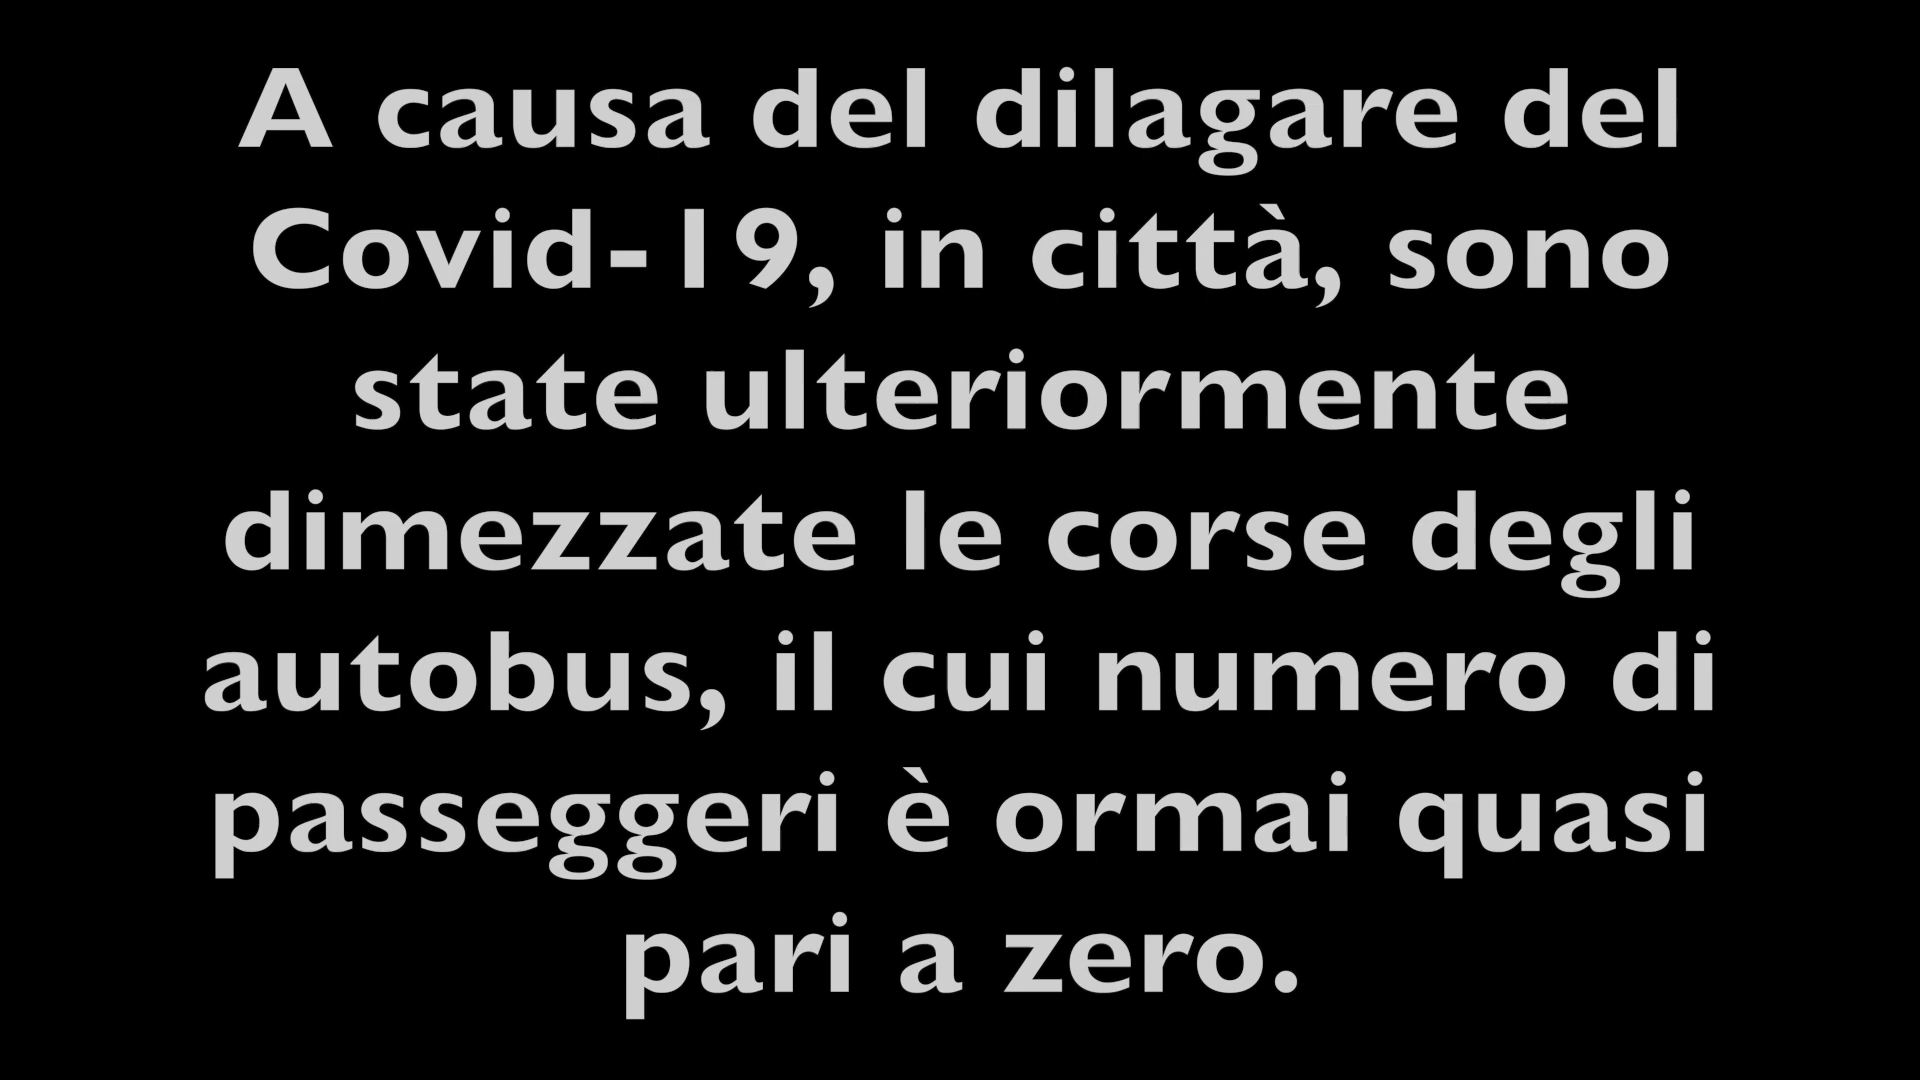 A causa del dilagare del
Covid-19, in città, sono
state ulteriormente
dimezzate le corse degli
autobus, il cui numero di
passeggeri è ormai quasi
pari a zero.